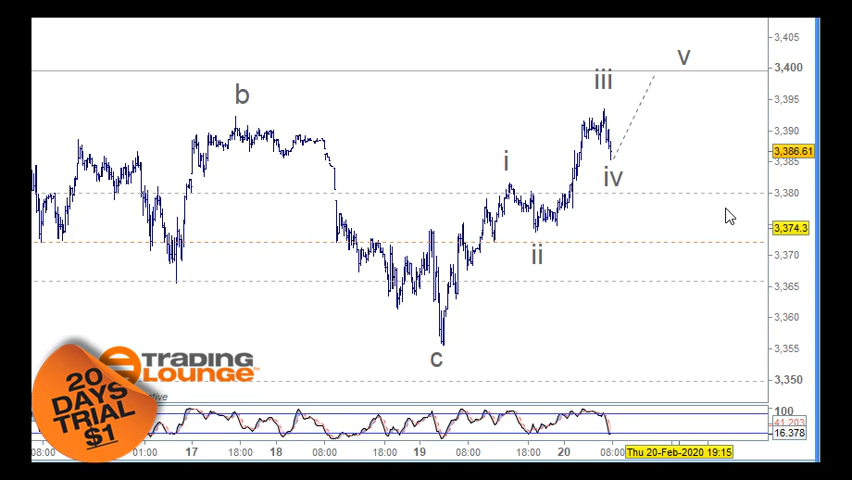 3,405
v
3,400
iii
b
3,395
3,390
3,386.61
3,385
i
iv
3,380
3,374.3
ii
3,370
3,365
3,360
c
3,355
TRADING
LOUNGE
20
DAYS
TRIAL
$1
3,350
100
41.203
16.378
08:00
01:00
17
08:00
18:00
18
08:00
18:00
19
08:00
18:00
20
08:00
Thu 20-Feb-2020 19:15